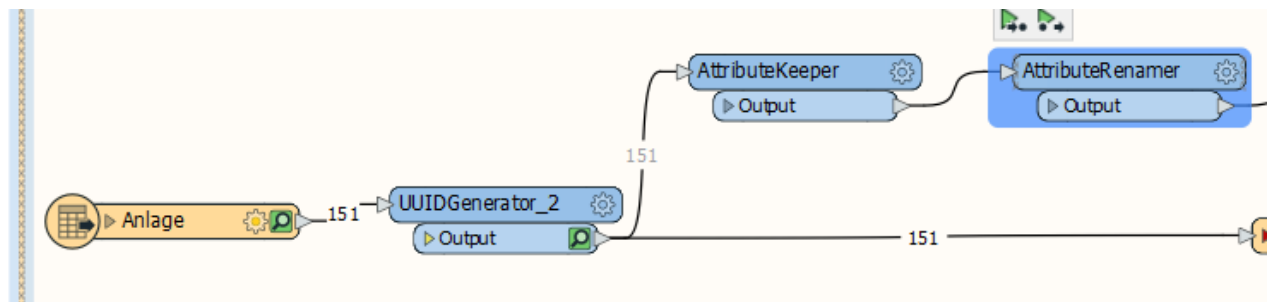 AttributeKeeper
AttributeRenamer
Output
Output
151
UUIDGenerator_2
Anlage
151
Output
151